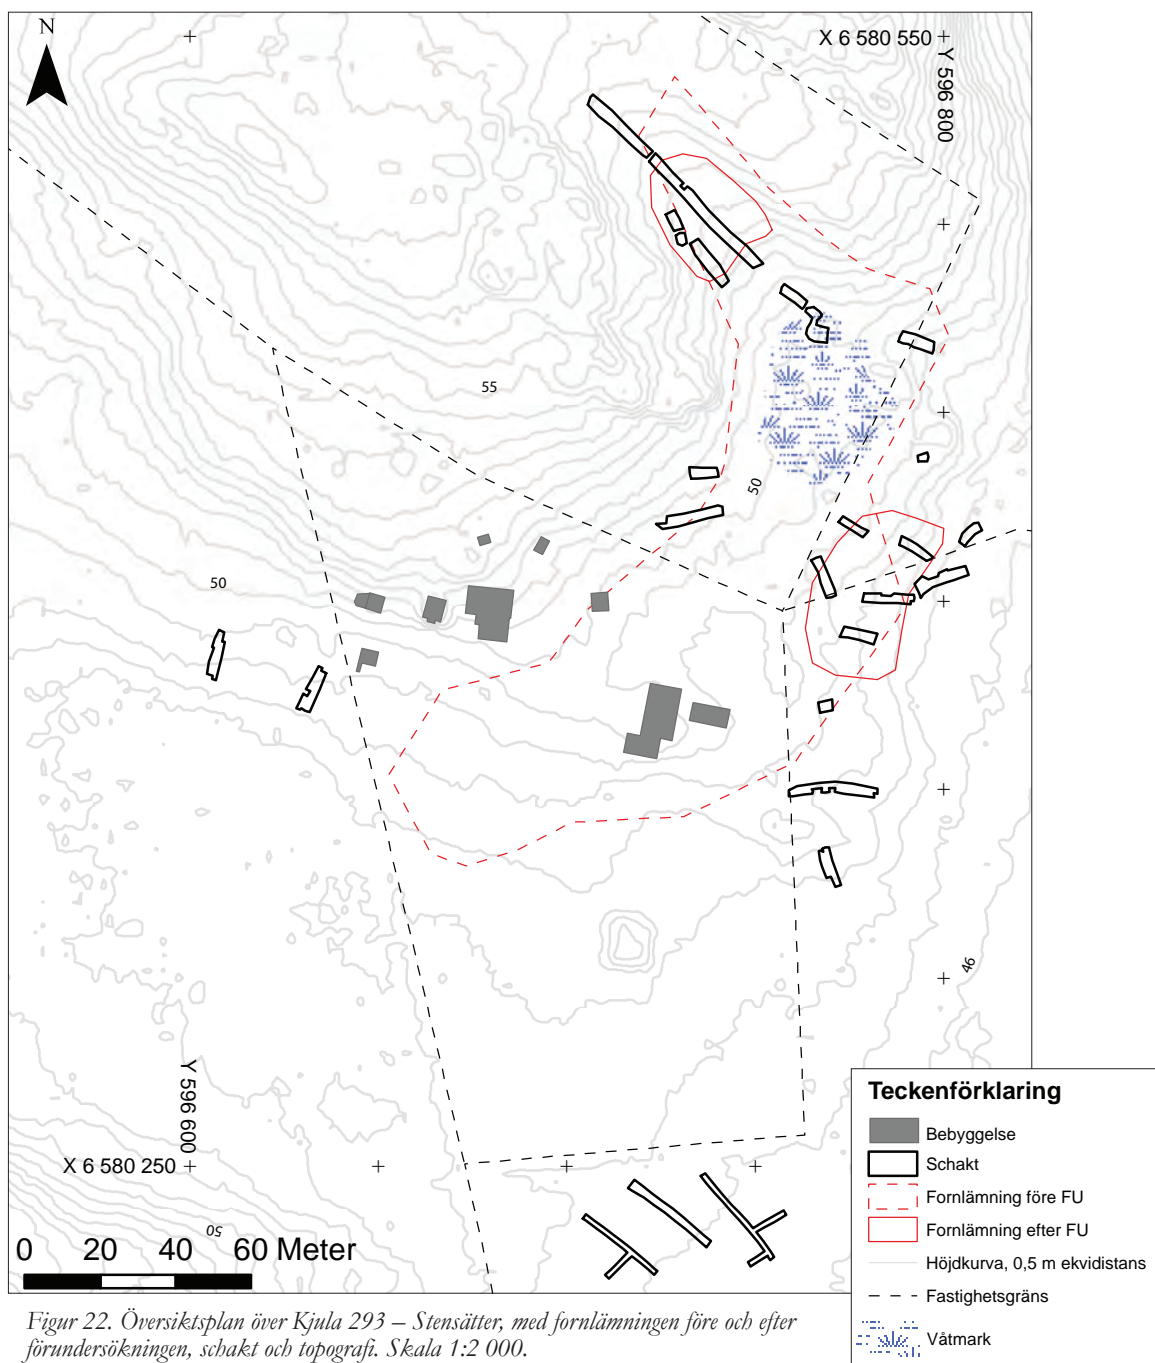 N
X 6 580 550
Y 596 800
55
50
50
46
Y 596 600
X 6 580 250
50
0 20 40 60 Meter
Teckenförklaring
Bebyggelse
Schakt
Fornlämning före FU
Fornlämning efter FU
Höjdkurva, 0,5 m ekvidistans
Fastighetsgräns
Våtmark
Figur 22. Översiktsplan över Kjula 293 – Stensätter, med fornlämningen före och efter
förundersökningen, schakt och topografi. Skala 1:2 000.